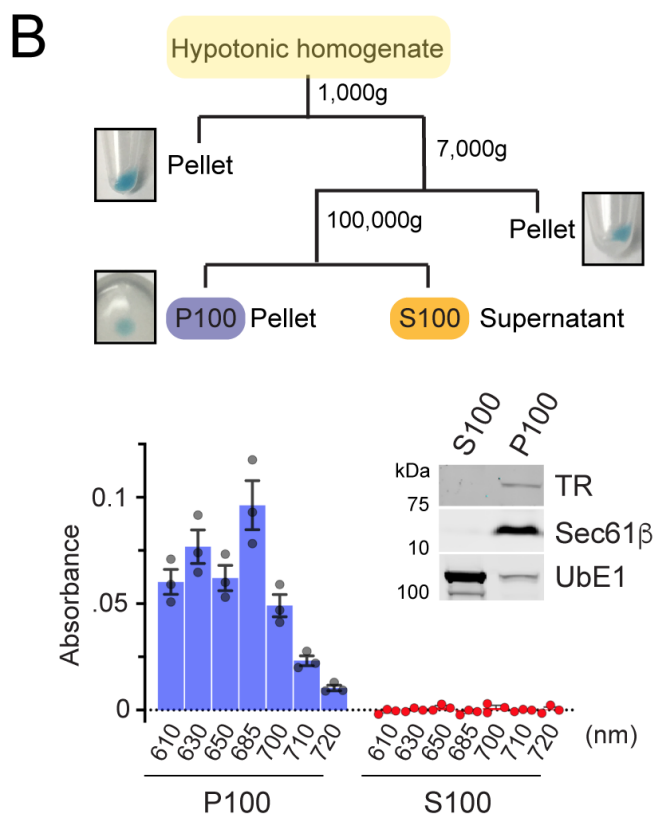 B
Hypotonic homogenate
1,000g
Pellet
7,000g
100,000g
Pellet
P100 Pellet
S100 Supernatant
S100 P100
kDa
75
TR
10
Sec61β
100
UbE1
Absorbance
0.1
.05
0
610 630 650 685 700 710 720
610 630 650 685 700 710 720
(nm)
P100
S100